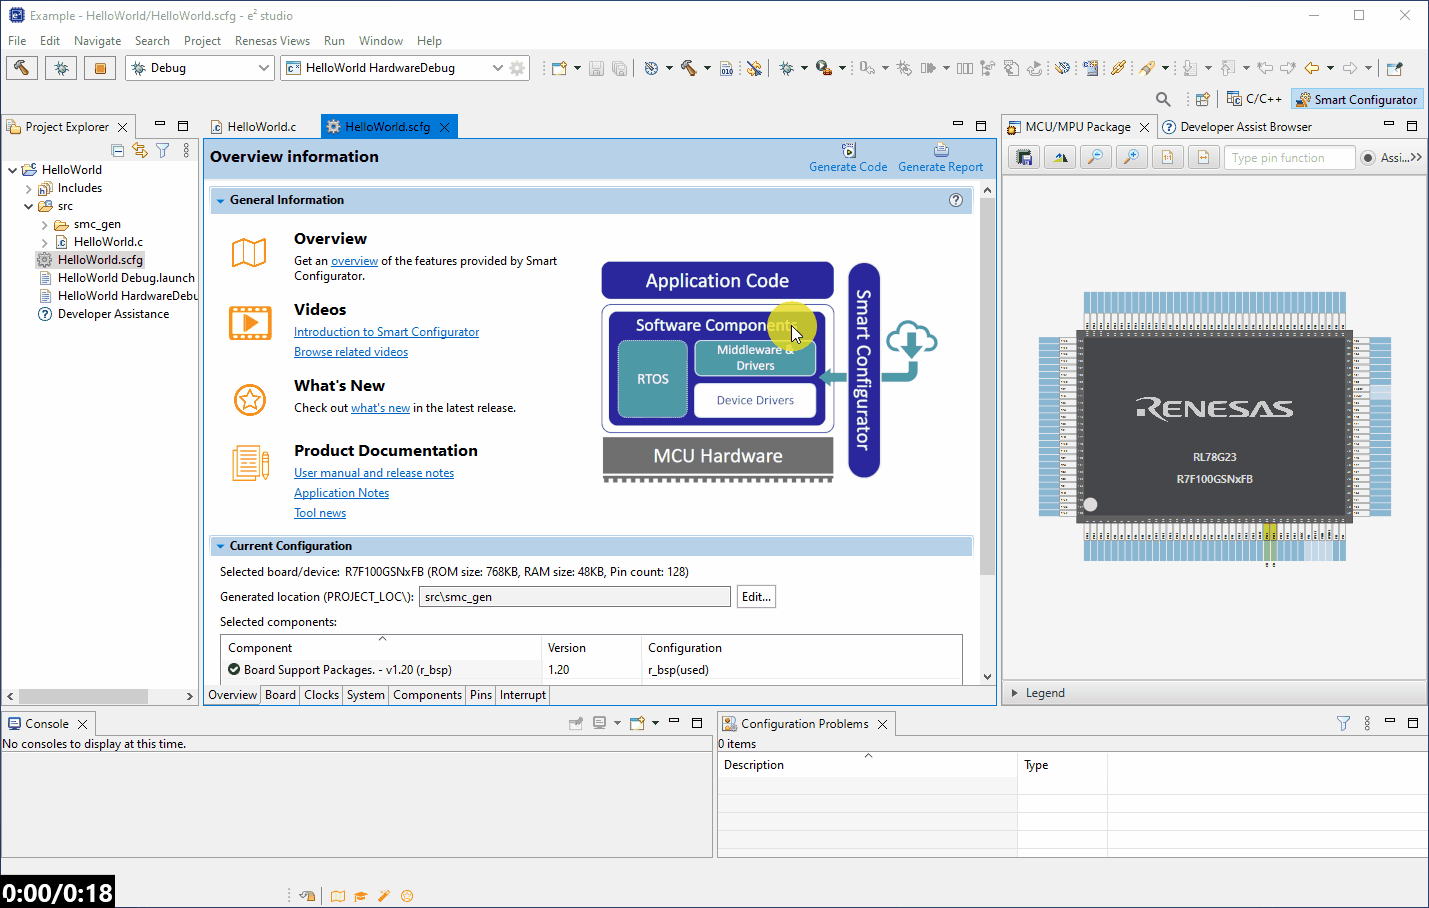 Example - HelloWorld/HelloWorld.scfg - e² studio
File Edit Navigate Search Project Renesas Views Run Window Help
Debug
HelloWorld HardwareDebug
C/C++
Smart Configurator
Project Explorer
HelloWorld
Includes
src
smc_gen
HelloWorld.c
HelloWorld.scfg
HelloWorld Debug.launch
HelloWorld HardwareDebu
Developer Assistance
HelloWorld.c
HelloWorld.scfg
Overview information
Generate Code
Generate Report
General Information
Overview
Get an overview of the features provided by Smart
Configurator.
Videos
Introduction to Smart Configurator
Browse related videos
What's New
Check out what's new in the latest release.
Product Documentation
User manual and release notes
Application Notes
Tool news
Application Code
Software Components
RTOS
Middleware &
Drivers
Device Drivers
MCU Hardware
Smart Configurator
Current Configuration
Selected board/device: R7F100GSNxFB (ROM size: 768KB, RAM size: 48KB, Pin count: 128)
Generated location (PROJECT_LOC\): src\smc_gen Edit...
Selected components:
Component Version Configuration
Board Support Packages. - v1.20 (r_bsp) 1.20 r_bsp(used)
Overview Board Clocks System Components Pins Interrupt
MCU/MPU Package
Developer Assist Browser
Type pin function
Assi...>>
RENESAS
RL78G23
R7F100GSNxFB
Legend
Console
No consoles to display at this time.
Configuration Problems
0 items
Description Type
0:00/0:18